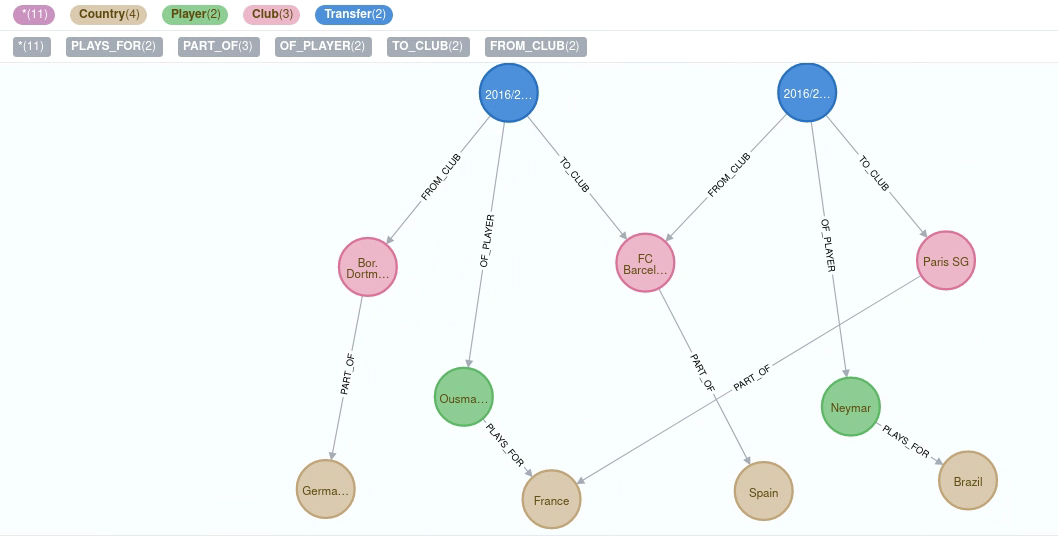 *(11) Country(4) Player(2) Club(3) Transfer(2)
*(11) PLAYS_FOR(2) PART_OF(3) OF_PLAYER(2) TO_CLUB(2) FROM_CLUB(2)
2016/2... 2016/2...
FROM_CLUB TO_CLUB FROM_CLUB TO_CLUB
OF_PLAYER OF_PLAYER
Bor.
Dortm...
FC
Barcel...
Paris SG
PART_OF PART_OF PART_OF
Ousma... Neymar
PLAYS_FOR PLAYS_FOR
Germa... France Spain Brazil